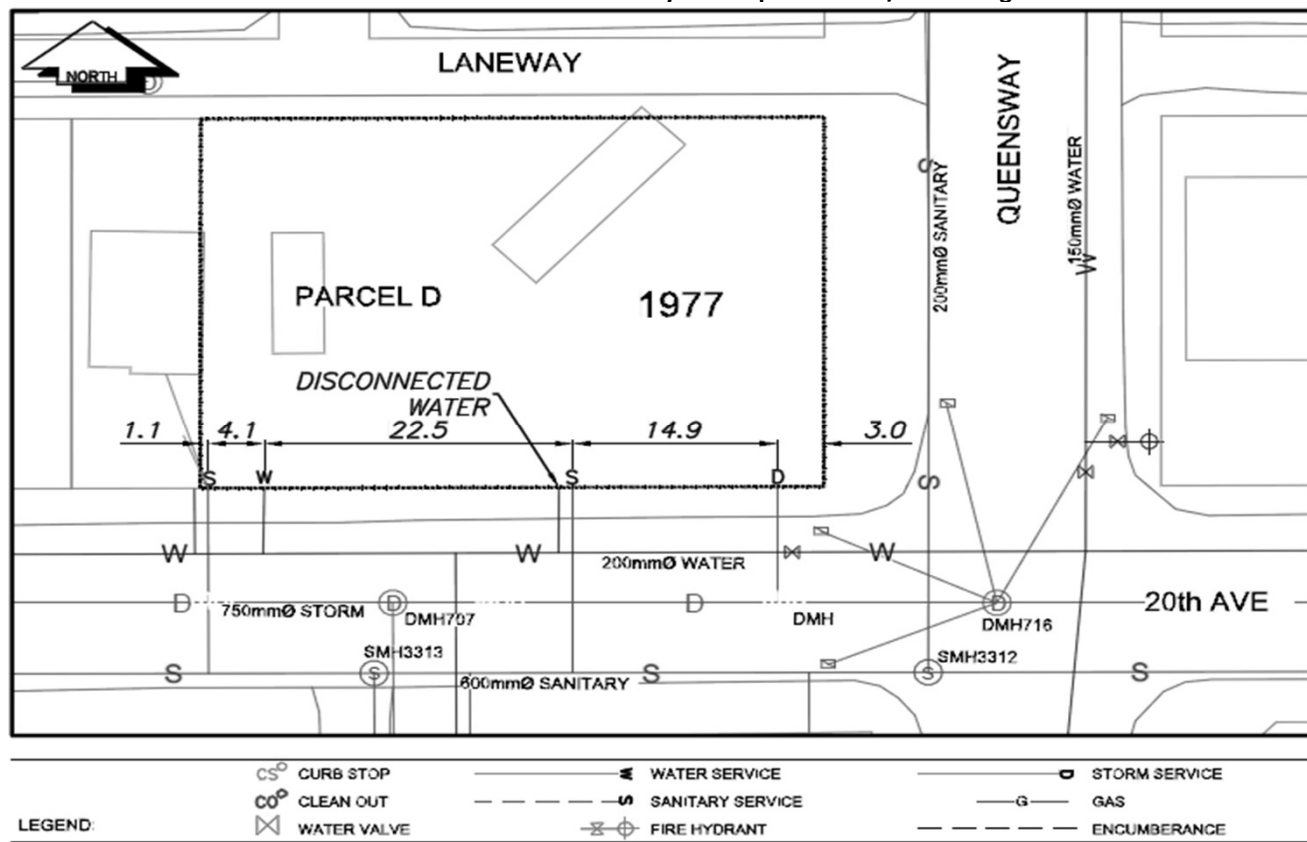 NORTH
D
LANEWAY
QUEENSWAY
S
200mmØ SANITARY
150mmØ WATER
W
PARCEL D
1977
DISCONNECTED
WATER
1.1
4.1
22.5
14.9
3.0
S
W
S
D
S
W
W
200mmØ WATER
W
D
750mmØ STORM
D
DMH707
D
DMH
D
DMH716
20th AVE
SMH3313
SMH3312
S
S
600mmØ SANITARY
S
S
S
CS CURB STOP
W WATER SERVICE
D STORM SERVICE
CO CLEAN OUT
S SANITARY SERVICE
G GAS
LEGEND:
WATER VALVE
FIRE HYDRANT
ENCUMBERANCE